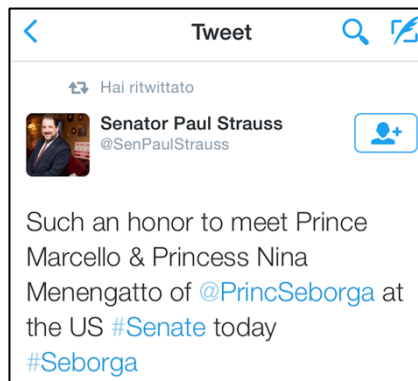 Tweet
Hai ritwittato
Senator Paul Strauss
@SenPaulStrauss
Such an honor to meet Prince
Marcello & Princess Nina
Menengatto of @PrincSeborga at
the US #Senate today
#Seborga